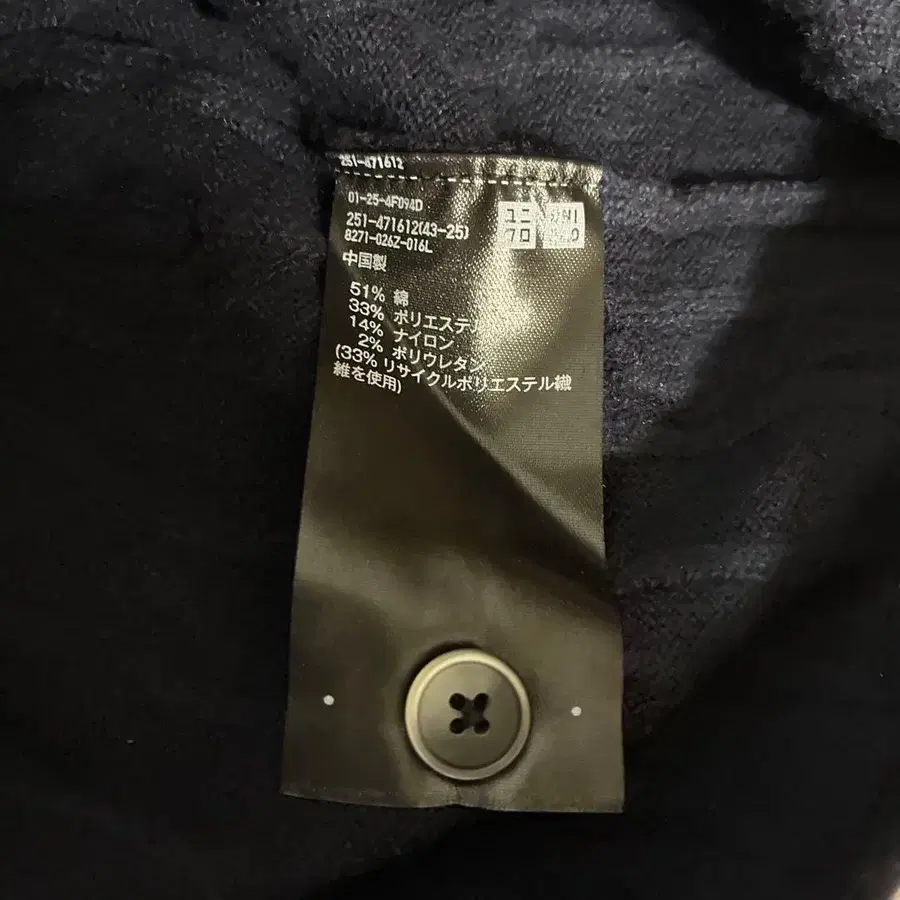 251-471612
01-25-4F094D
251-471612(43-25)
8271-026Z-016L
ユニ UNI
クロ QLO
中国製
51% 綿
33% ポリエステル
14% ナイロン
2% ポリウレタン
(33% リサイクルポリエステル繊
維を使用)